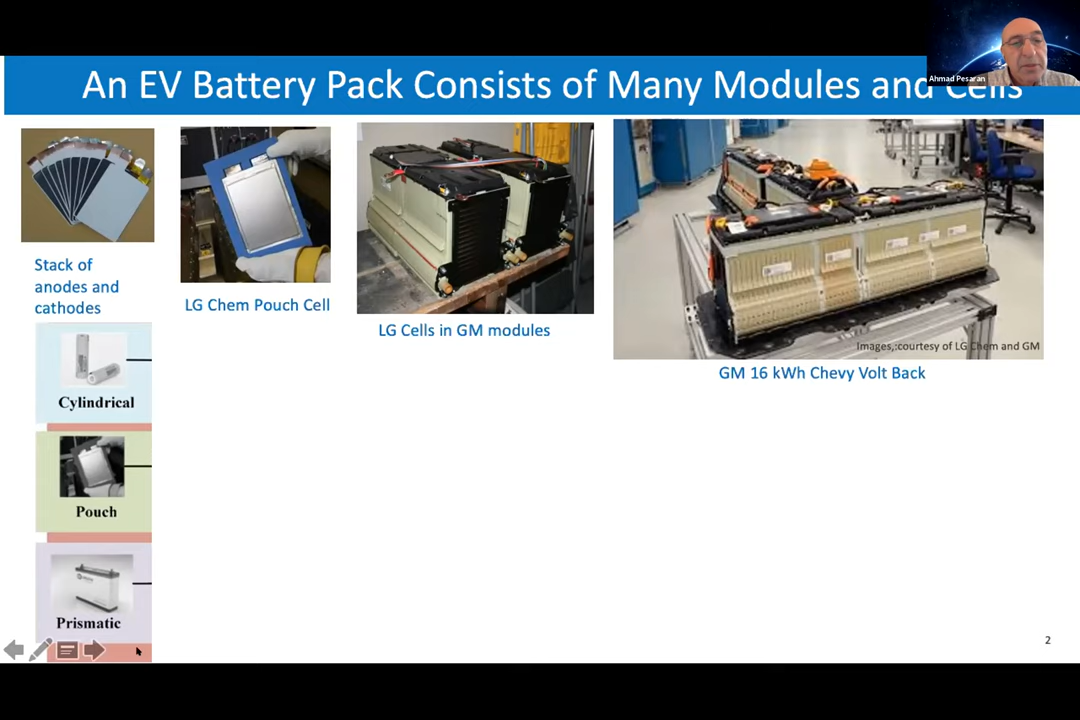 Ahmad Pesaran
An EV Battery Pack Consists of Many Modules and Cells
Stack of
anodes and
cathodes
LG Chem Pouch Cell
LG Cells in GM modules
Images,:courtesy of LG Chem and GM
GM 16 kWh Chevy Volt Back
Cylindrical
Pouch
Prismatic
2